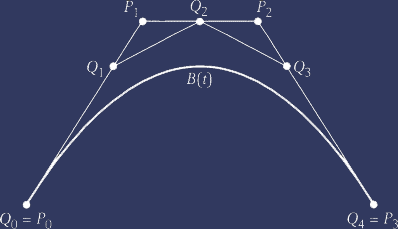 P₁ Q₂ P₂
Q₁ Q₃
B(t)
Q₀ = P₀ Q₄ = P₃